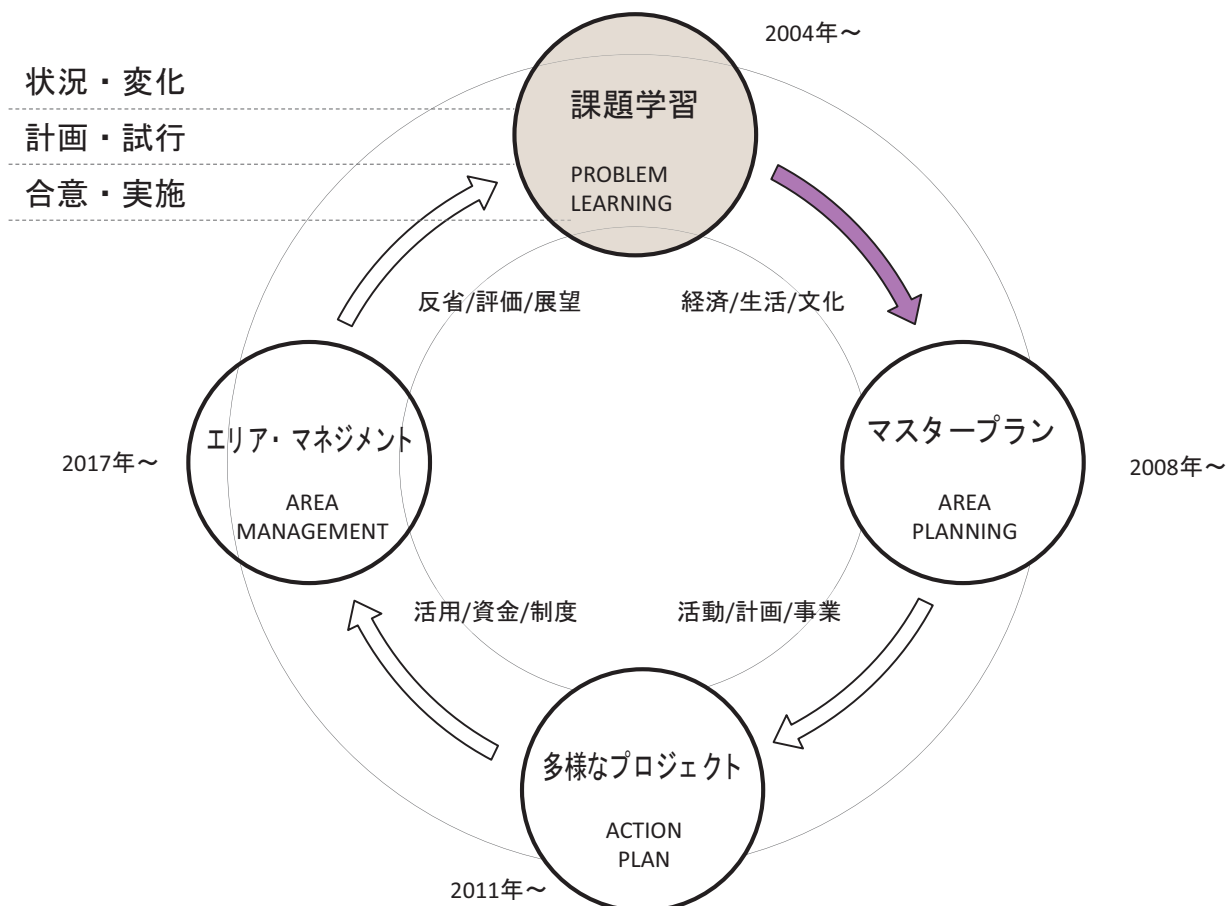 2004年～
状況・変化
計画・試行
合意・実施
課題学習
PROBLEM
LEARNING
反省/評価/展望
経済/生活/文化
エリア・マネジメント
AREA
MANAGEMENT
2017年～
マスタープラン
AREA
PLANNING
2008年～
活用/資金/制度
活動/計画/事業
多様なプロジェクト
ACTION
PLAN
2011年～